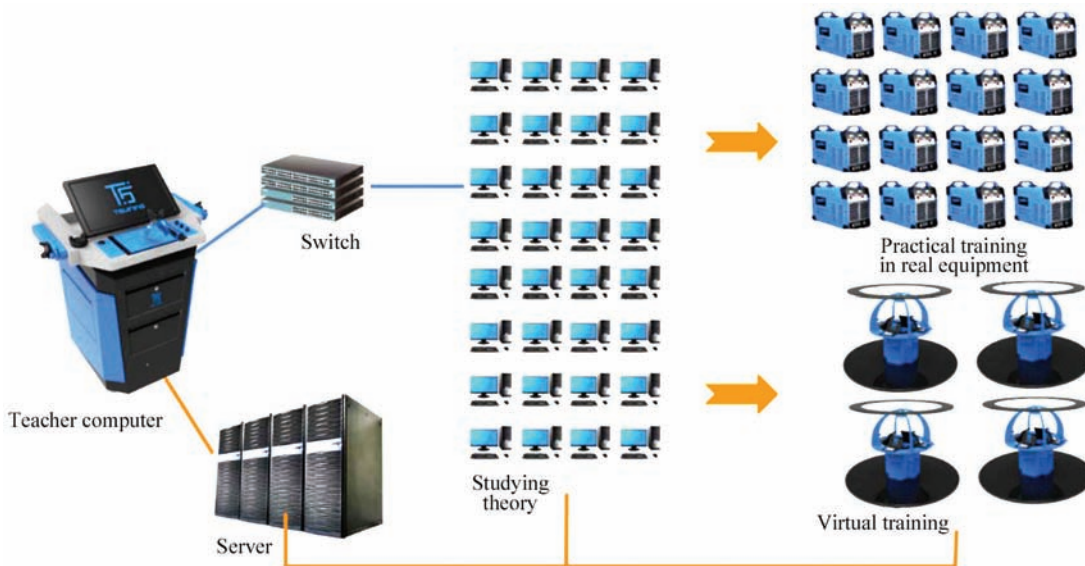 Switch
Teacher computer
Server
Studying
theory
Practical training
in real equipment
Virtual training